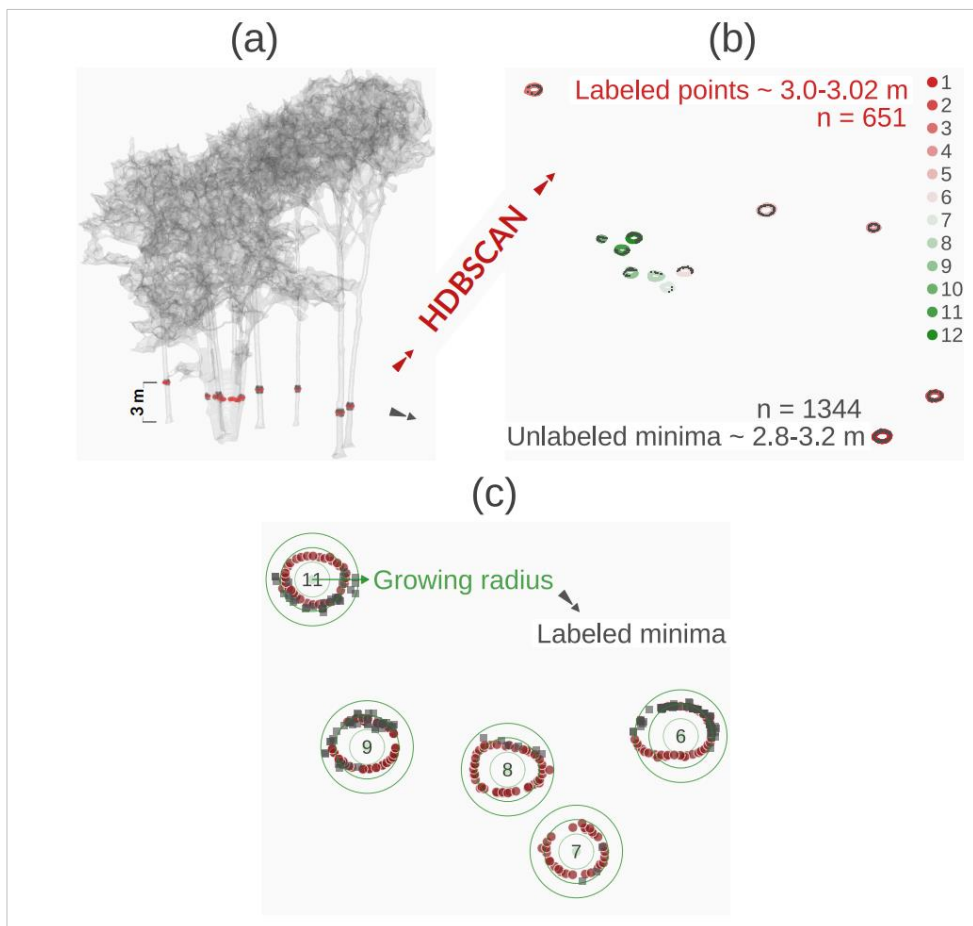 (a)
(b)
3 m
HDBSCAN
Labeled points ~ 3.0-3.02 m
n = 651
1
2
3
4
5
6
7
8
9
10
11
12
n = 1344
Unlabeled minima ~ 2.8-3.2 m
(c)
11
Growing radius
Labeled minima
9
8
6
7